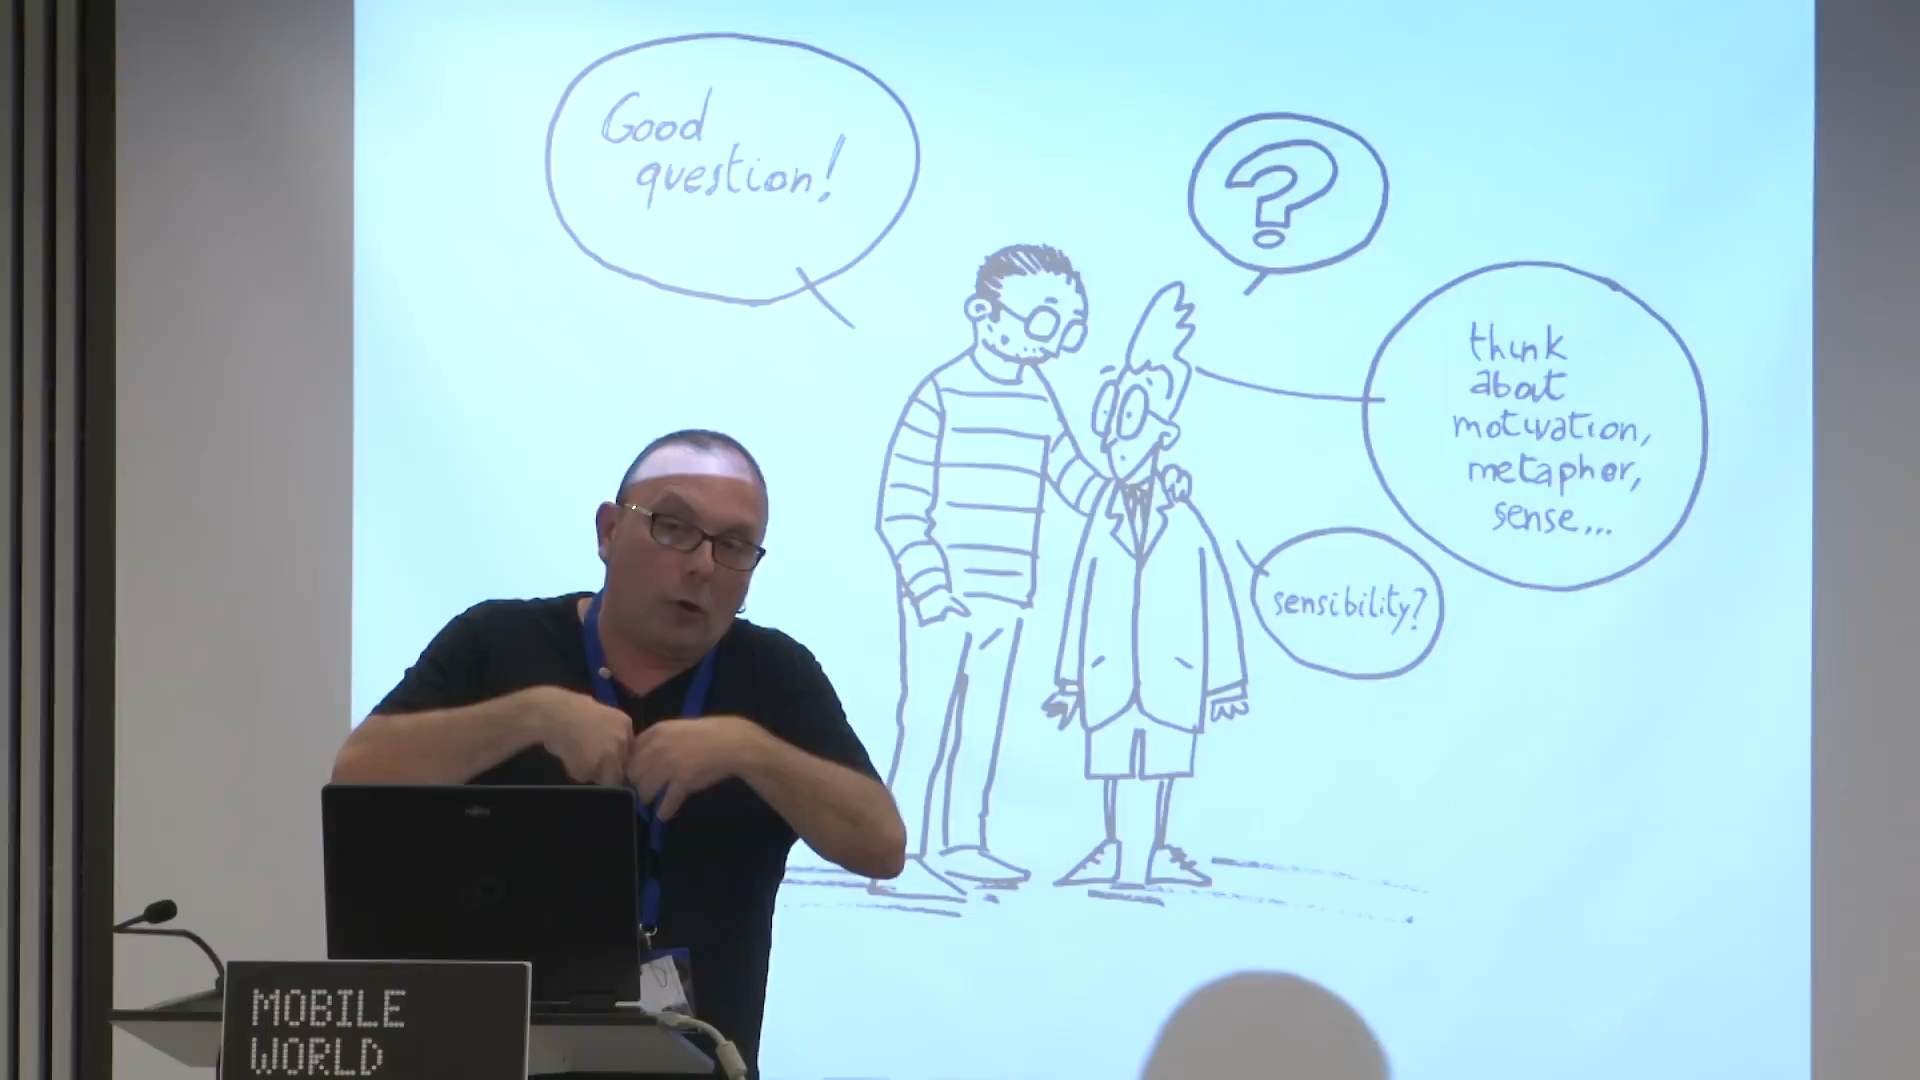 Good
question!
?
think
about
motivation,
metaphor,
sense...
sensibility?
MOBILE
WORLD